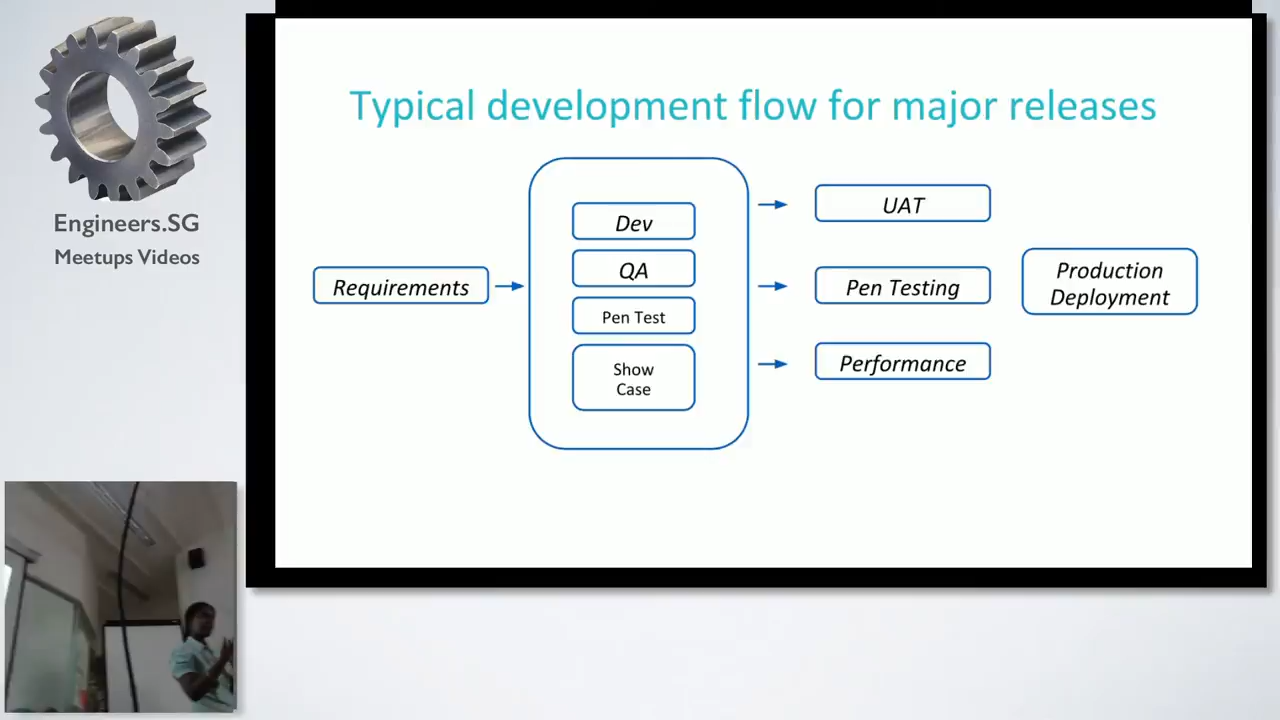 Engineers.SG
Meetups Videos
Typical development flow for major releases
Requirements
Dev
QA
Pen Test
Show
Case
UAT
Pen Testing
Performance
Production
Deployment